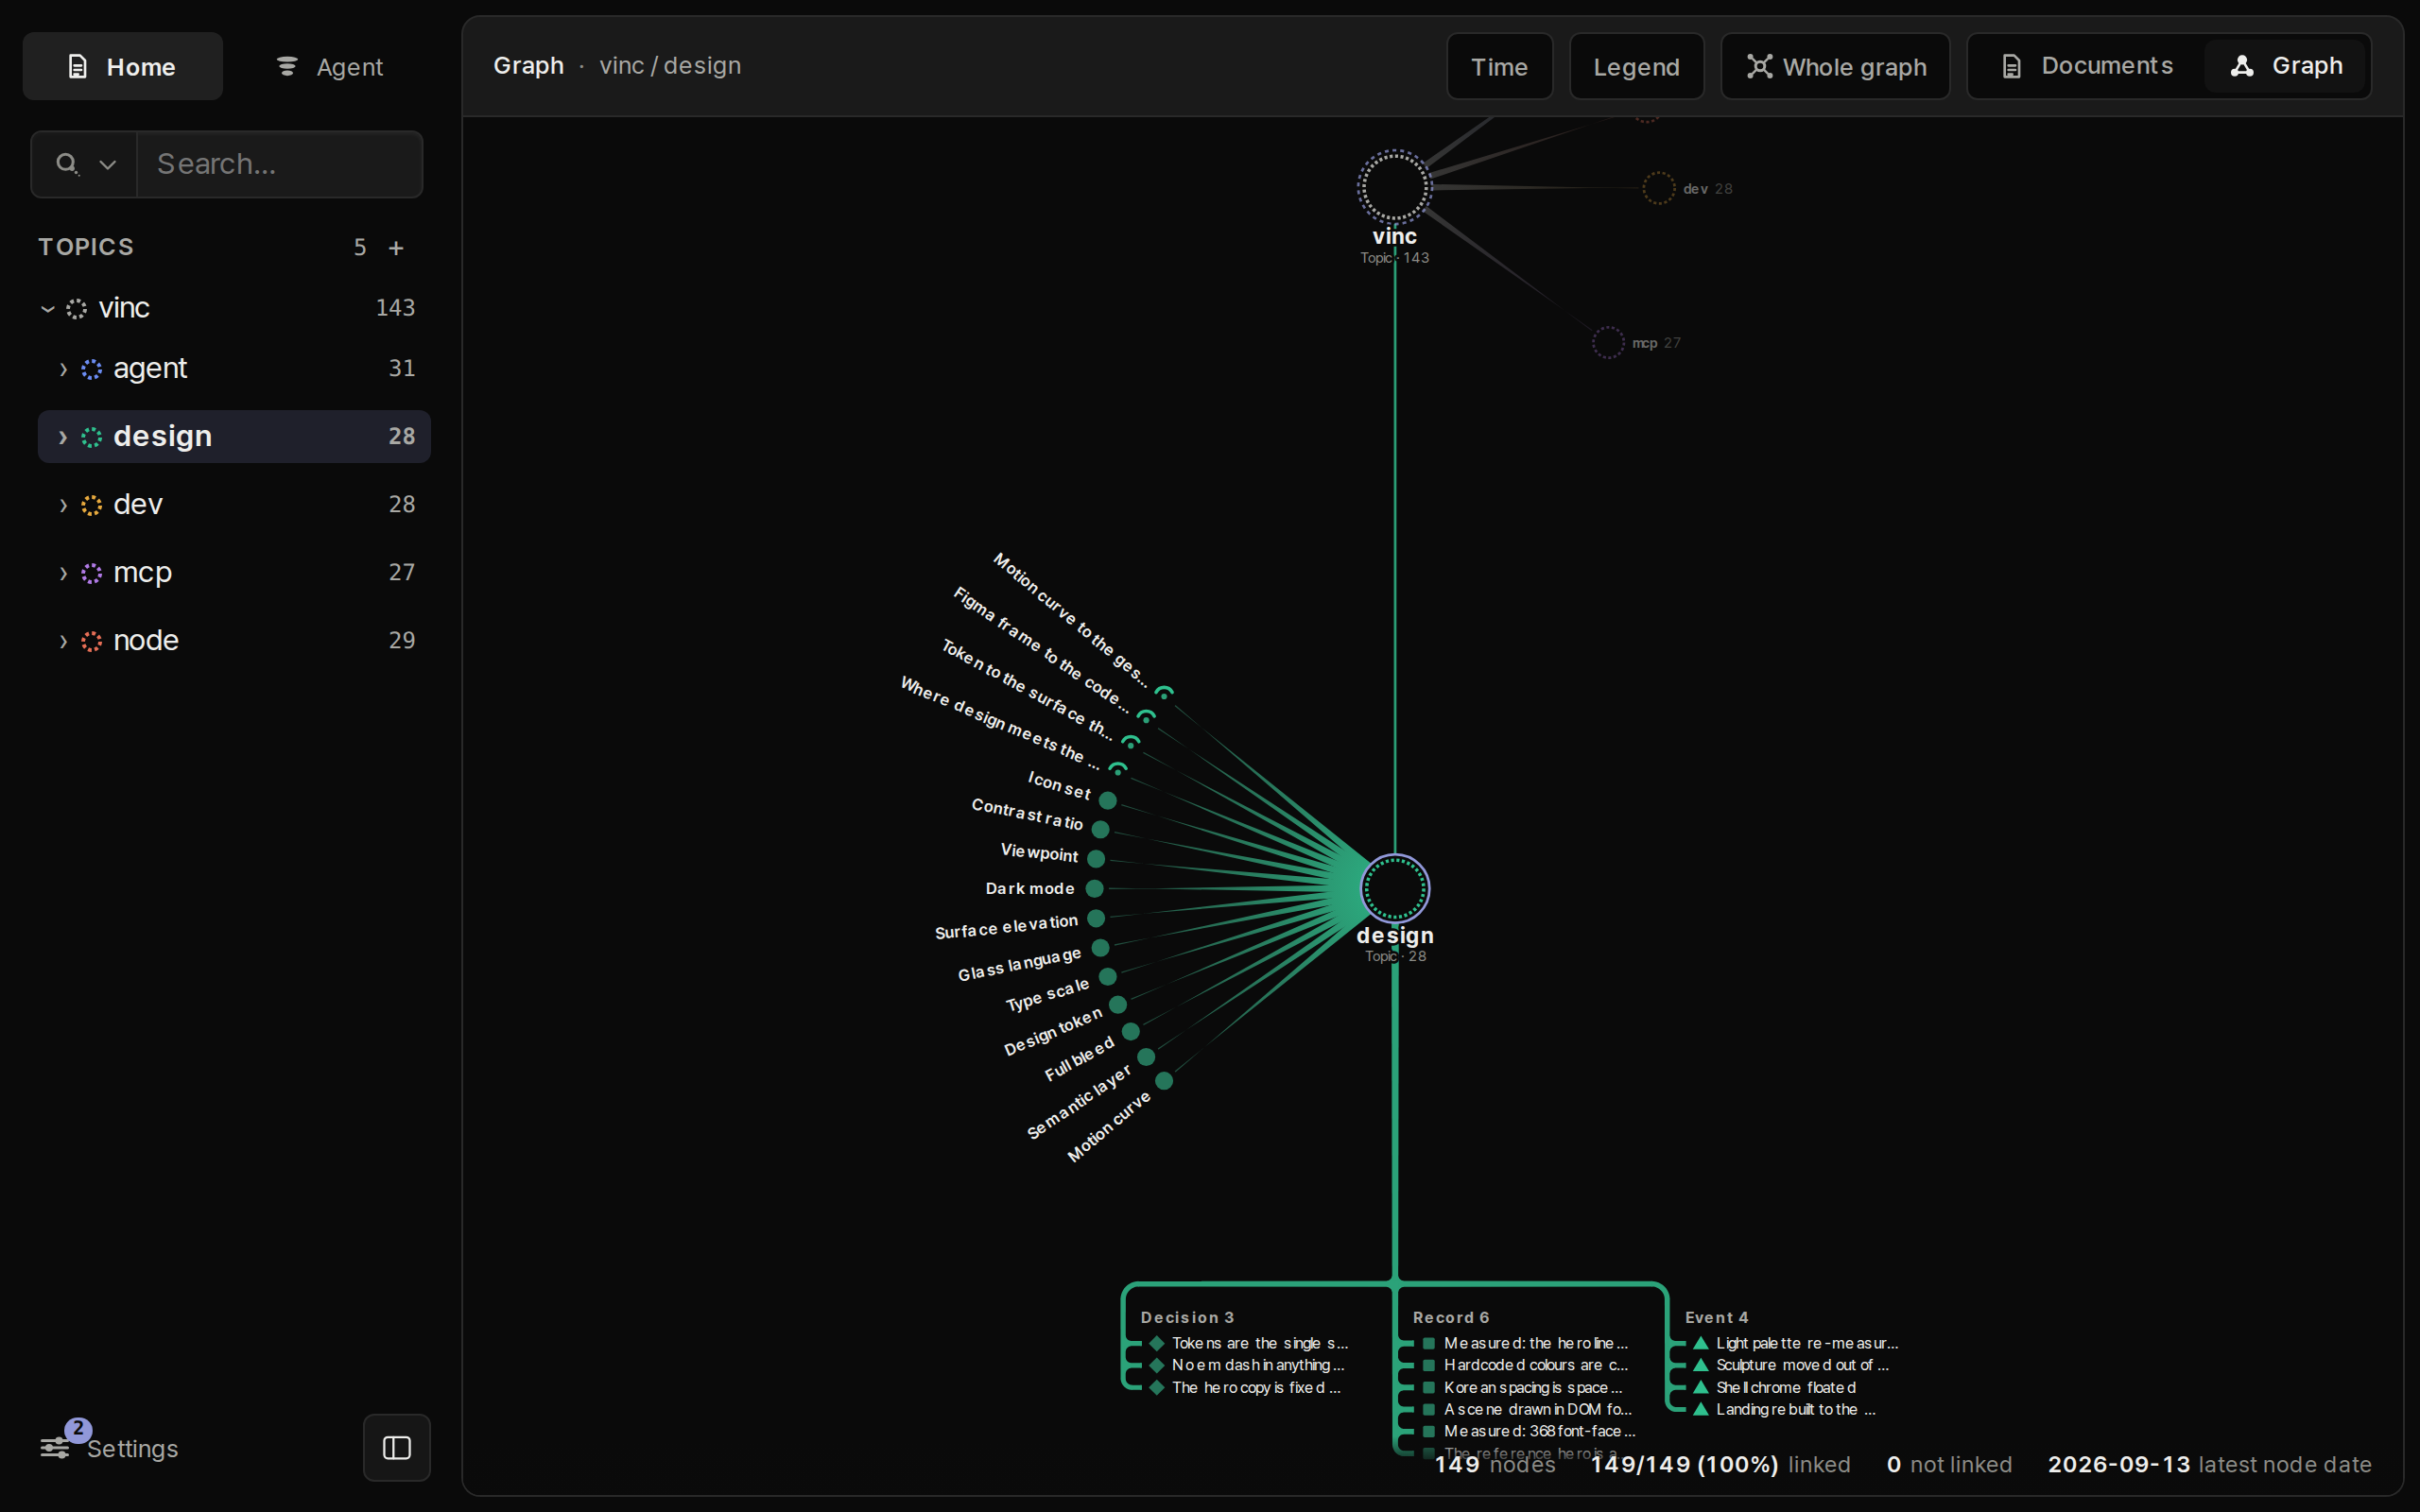 Home
Agent
Search...
TOPICS 5 +
vinc 143
agent 31
design 28
dev 28
mcp 27
node 29
2
Settings
Graph · vinc / design
Time
Legend
Whole graph
Documents
Graph
vinc
Topic · 143
dev 28
mcp 27
Motion curve to the ges...
Figma frame to the code...
Token to the surface th...
Where design meets the ...
Icon set
Contrast ratio
Viewpoint
Dark mode
Surface elevation
Glass language
Type scale
Design token
Full bleed
Semantic layer
Motion curve
design
Topic · 28
Decision 3
Tokens are the single s...
No em dash in anything ...
The hero copy is fixed ...
Record 6
Measured: the hero line ...
Hardcoded colours are c...
Korean spacing is space ...
A scene drawn in DOM fo...
Measured: 368 font-face ...
The reference hero is a...
Event 4
Light palette re-measur...
Sculpture moved out of ...
Shell chrome floated
Landing rebuilt to the ...
149 nodes 149/149 (100%) linked 0 not linked 2026-09-13 latest node date